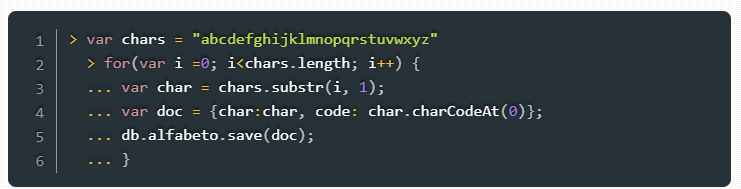 1 > var chars = "abcdefghijklmnopqrstuvwxyz"
2 > for(var i =0; i<chars.length; i++) {
3 ... var char = chars.substr(i, 1);
4 ... var doc = {char:char, code: char.charCodeAt(0)};
5 ... db.alfabeto.save(doc);
6 ... }